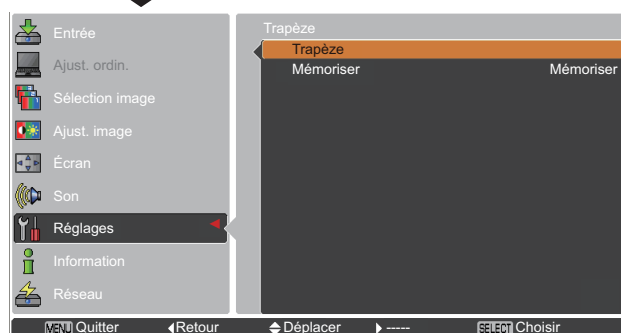 Entrée
Ajust. ordin.
Sélection image
Ajust. image
Écran
Son
Réglages
Information
Réseau
Trapèze
Trapèze
Mémoriser Mémoriser
MENU Quitter Retour Déplacer ----- SELECT Choisir